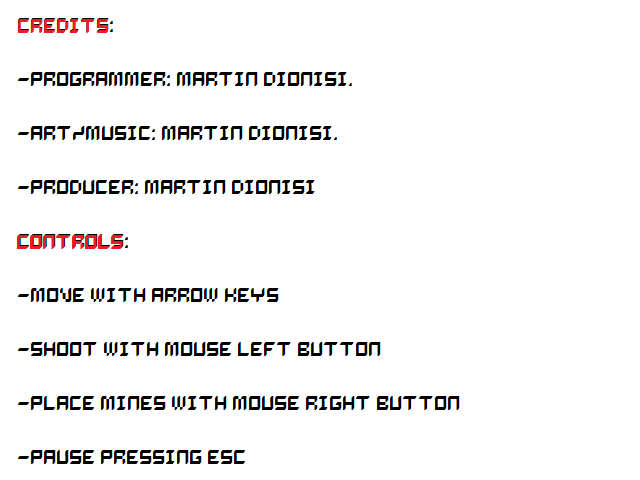 CREDITS:
-PROGRAMMER: MARTIN DIONISI.
-ART/MUSIC: MARTIN DIONISI.
-PRODUCER: MARTIN DIONISI
CONTROLS:
-MOVE WITH ARROW KEYS
-SHOOT WITH MOUSE LEFT BUTTON
-PLACE MINES WITH MOUSE RIGHT BUTTON
-PAUSE PRESSING ESC